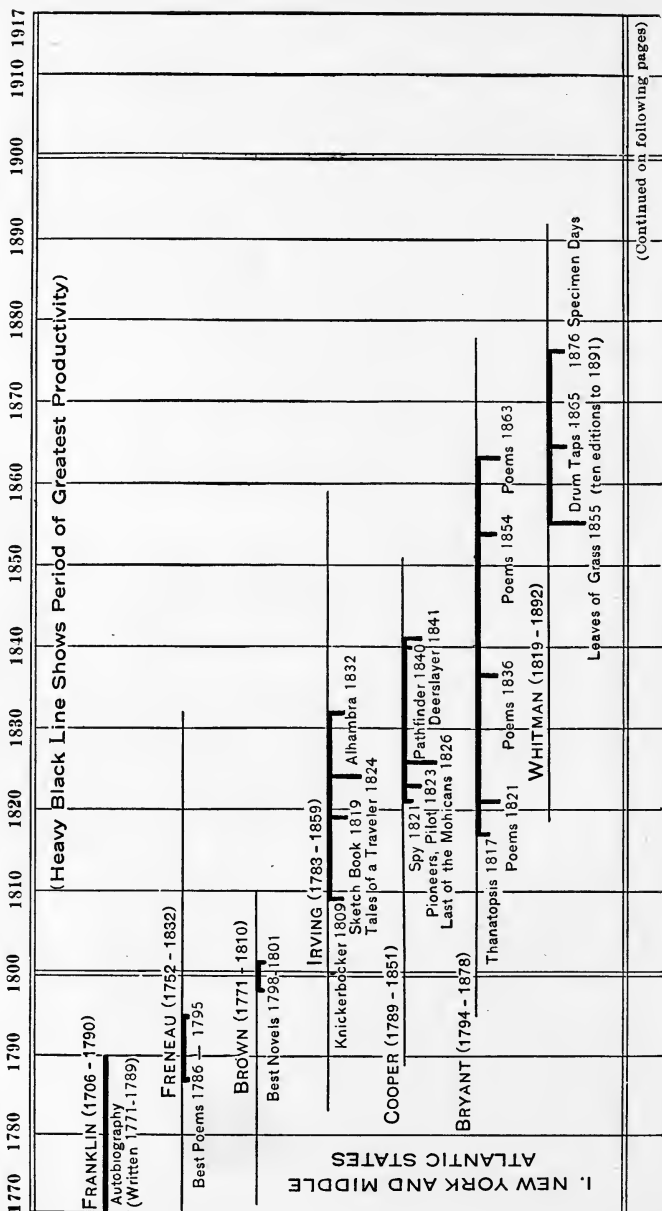 1770 1780 1790 1800 1810 1820 1830 1840 1850 1860 1870 1880 1890 1900 1910 1917
(Heavy Black Line Shows Period of Greatest Productivity)
FRANKLIN (1706-1790)
Autobiography
(Written 1771-1789)
FRENEAU (1752-1832)
Best Poems 1786 — 1795
BROWN (1771-1810)
Best Novels 1798-1801
IRVING (1783-1859)
Knickerbocker 1809
Sketch Book 1819
Tales of a Traveler 1824
Alhambra 1832
COOPER (1789-1851)
Spy 1821
Pioneers, Pilot 1823
Last of the Mohicans 1826
Pathfinder 1840
Deerslayer 1841
BRYANT (1794-1878)
Thanatopsis 1817
Poems 1821
Poems 1836
Poems 1854
Poems 1863
WHITMAN (1819-1892)
Drum Taps 1865
1876 Specimen Days
Leaves of Grass 1855 (ten editions to 1891)
I. NEW YORK AND MIDDLE
ATLANTIC STATES
(Continued on following pages)